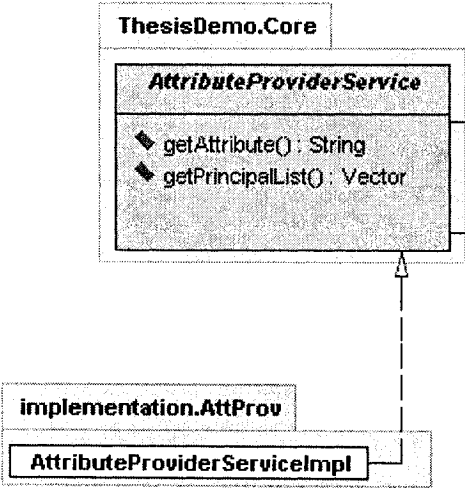 ThesisDemo.Core
AttributeProviderService
getAttribute() : String
getPrincipalList() : Vector
implementation.AttProv
AttributeProviderServiceImpl